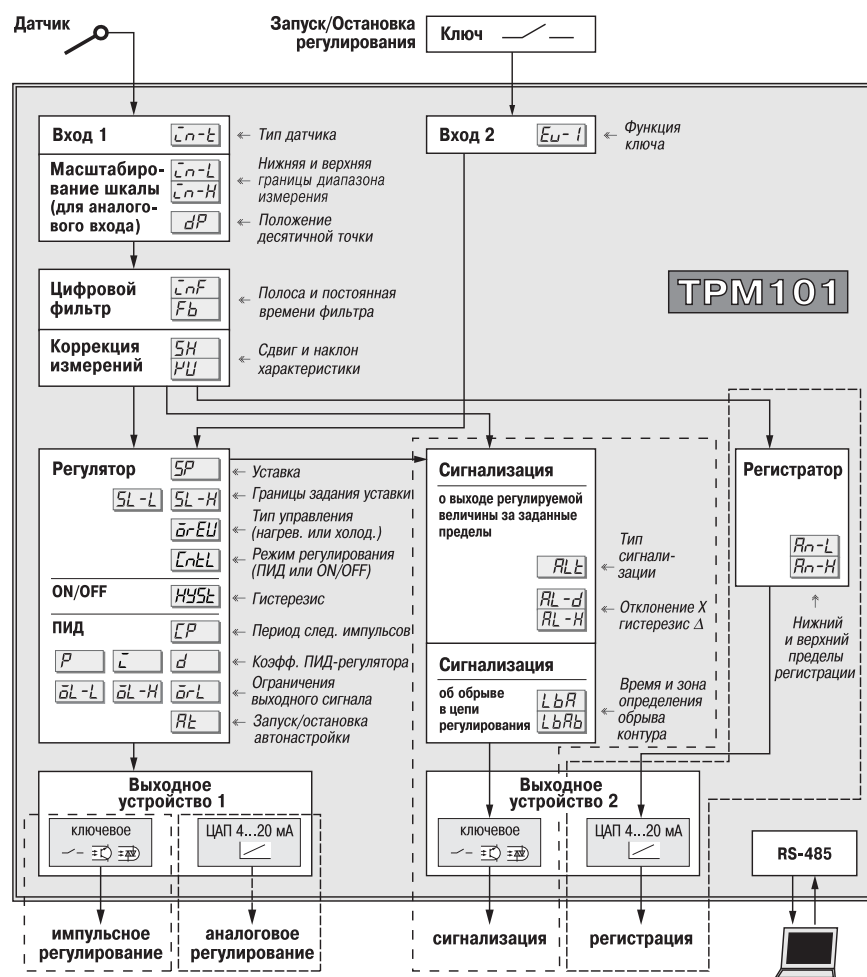 Датчик
Запуск/Остановка
регулирования
Ключ
Вход 1
in-t
Тип датчика
Масштабиро-
вание шкалы
(для аналого-
вого входа)
in-L
in-H
Нижняя и верхняя
границы диапазона
измерения
dP
Положение
десятичной точки
Вход 2
Eu-1
Функция
ключа
ТРМ101
Цифровой
фильтр
inF
Fb
Полоса и постоянная
времени фильтра
Коррекция
измерений
SH
KU
Сдвиг и наклон
характеристики
Регулятор
SP
Уставка
SL-L
SL-H
Границы задания уставки
orEU
Тип управления
(нагрев. или холод.)
CntL
Режим регулирования
(ПИД или ON/OFF)
ON/OFF
HYSt
Гистерезис
ПИД
CP
Период след. импульсов
P
i
d
Коэфф. ПИД-регулятора
oL-L
oL-H
orL
Ограничения
выходного сигнала
At
Запуск/остановка
автонастройки
Сигнализация
о выходе регулируемой
величины за заданные
пределы
ALt
Тип
сигнали-
зации
AL-d
AL-H
Отклонение X
гистерезис Δ
Сигнализация
об обрыве
в цепи
регулирования
LbA
LbAb
Время и зона
определения
обрыва
контура
Регистратор
An-L
An-H
Нижний
и верхний
пределы
регистрации
Выходное
устройство 1
ключевое
ЦАП 4...20 мА
Выходное
устройство 2
ключевое
ЦАП 4...20 мА
RS-485
импульсное
регулирование
аналоговое
регулирование
сигнализация
регистрация